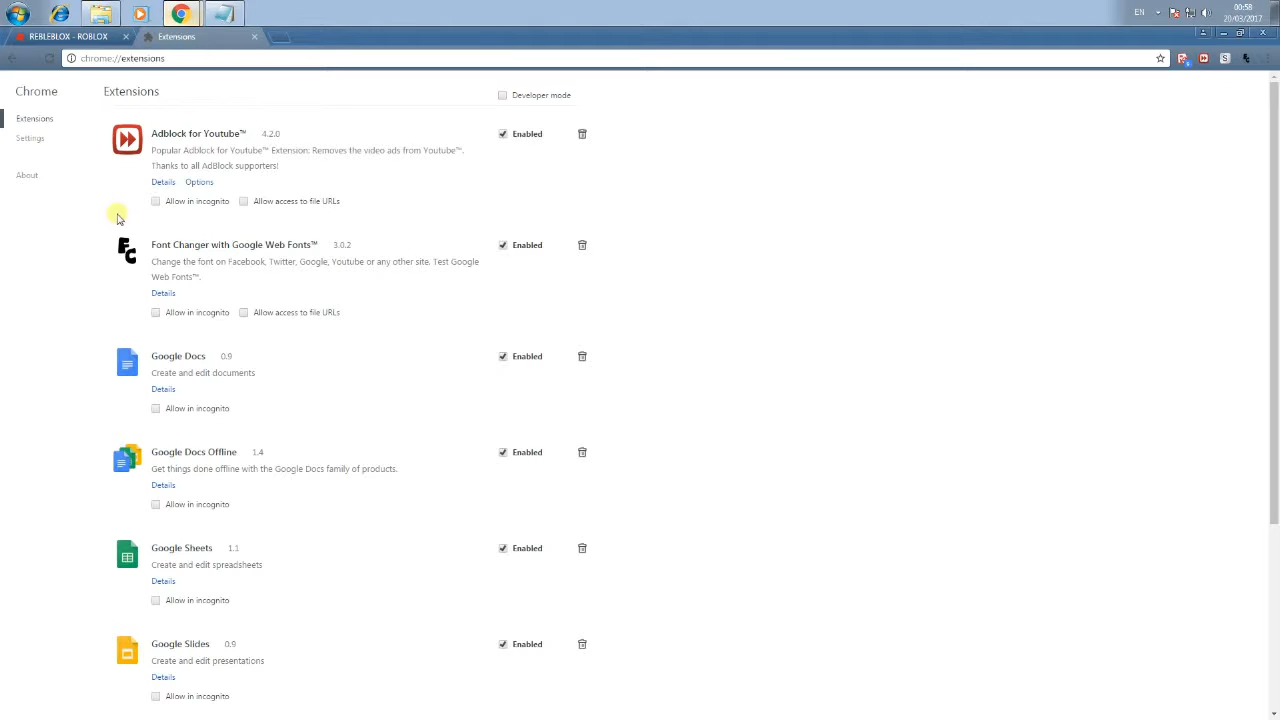 EN
00:58
20/03/2017
REBLEBLOX - ROBLOX
Extensions
chrome://extensions
Chrome
Extensions
Developer mode
Extensions
Settings
About
Adblock for Youtube™ 4.2.0
Enabled
Popular Adblock for Youtube™ Extension: Removes the video ads from Youtube™.
Thanks to all AdBlock supporters!
Details Options
Allow in incognito Allow access to file URLs
FC
Font Changer with Google Web Fonts™ 3.0.2
Enabled
Change the font on Facebook, Twitter, Google, Youtube or any other site. Test Google
Web Fonts™.
Details
Allow in incognito Allow access to file URLs
Google Docs 0.9
Enabled
Create and edit documents
Details
Allow in incognito
Google Docs Offline 1.4
Enabled
Get things done offline with the Google Docs family of products.
Details
Allow in incognito
Google Sheets 1.1
Enabled
Create and edit spreadsheets
Details
Allow in incognito
Google Slides 0.9
Enabled
Create and edit presentations
Details
Allow in incognito